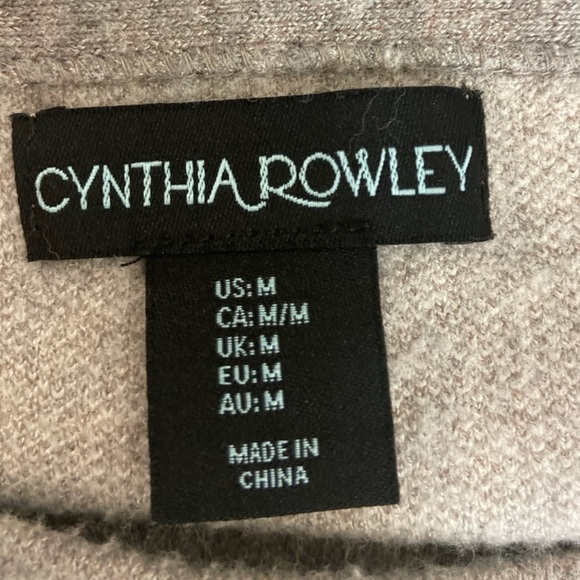 CYNTHIA ROWLEY
US: M
CA: M/M
UK: M
EU: M
AU: M
MADE IN
CHINA